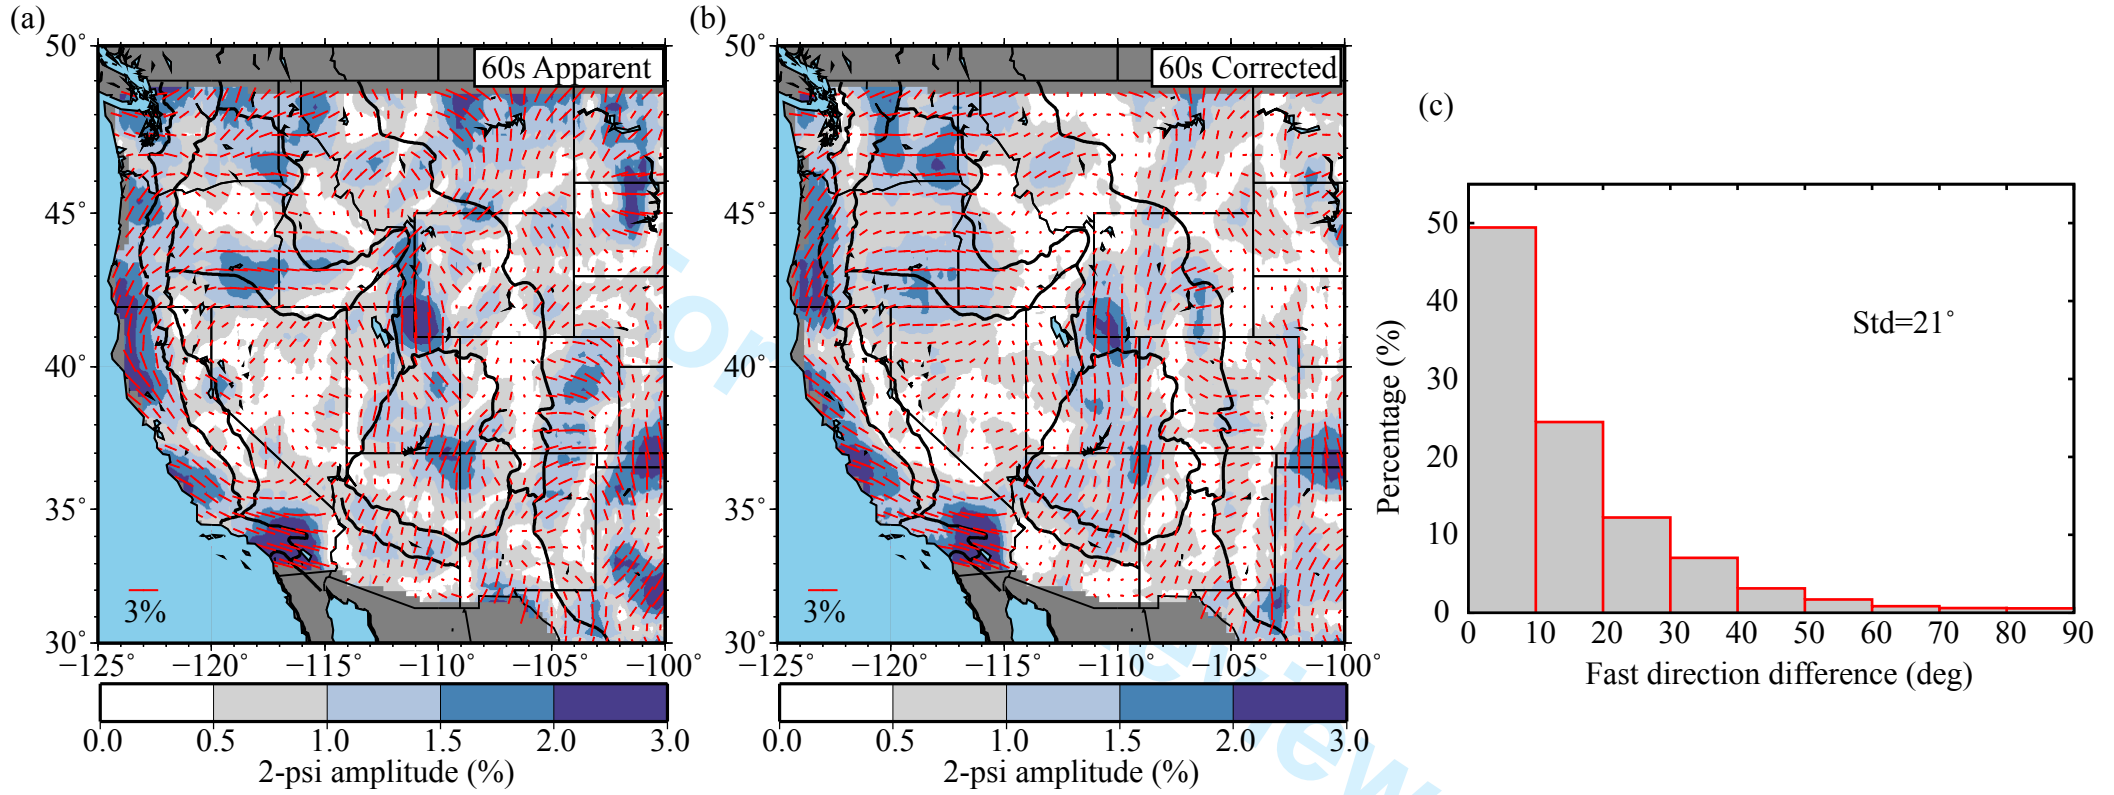 (a)
60s Apparent
50°
45°
40°
35°
30°
−125° −120° −115° −110° −105° −100°
3%
0.0 0.5 1.0 1.5 2.0 3.0
2-psi amplitude (%)
(b)
60s Corrected
50°
45°
40°
35°
30°
−125° −120° −115° −110° −105° −100°
3%
0.0 0.5 1.0 1.5 2.0 3.0
2-psi amplitude (%)
(c)
Std=21°
Percentage (%)
50
40
30
20
10
0
0 10 20 30 40 50 60 70 80 90
Fast direction difference (deg)
For